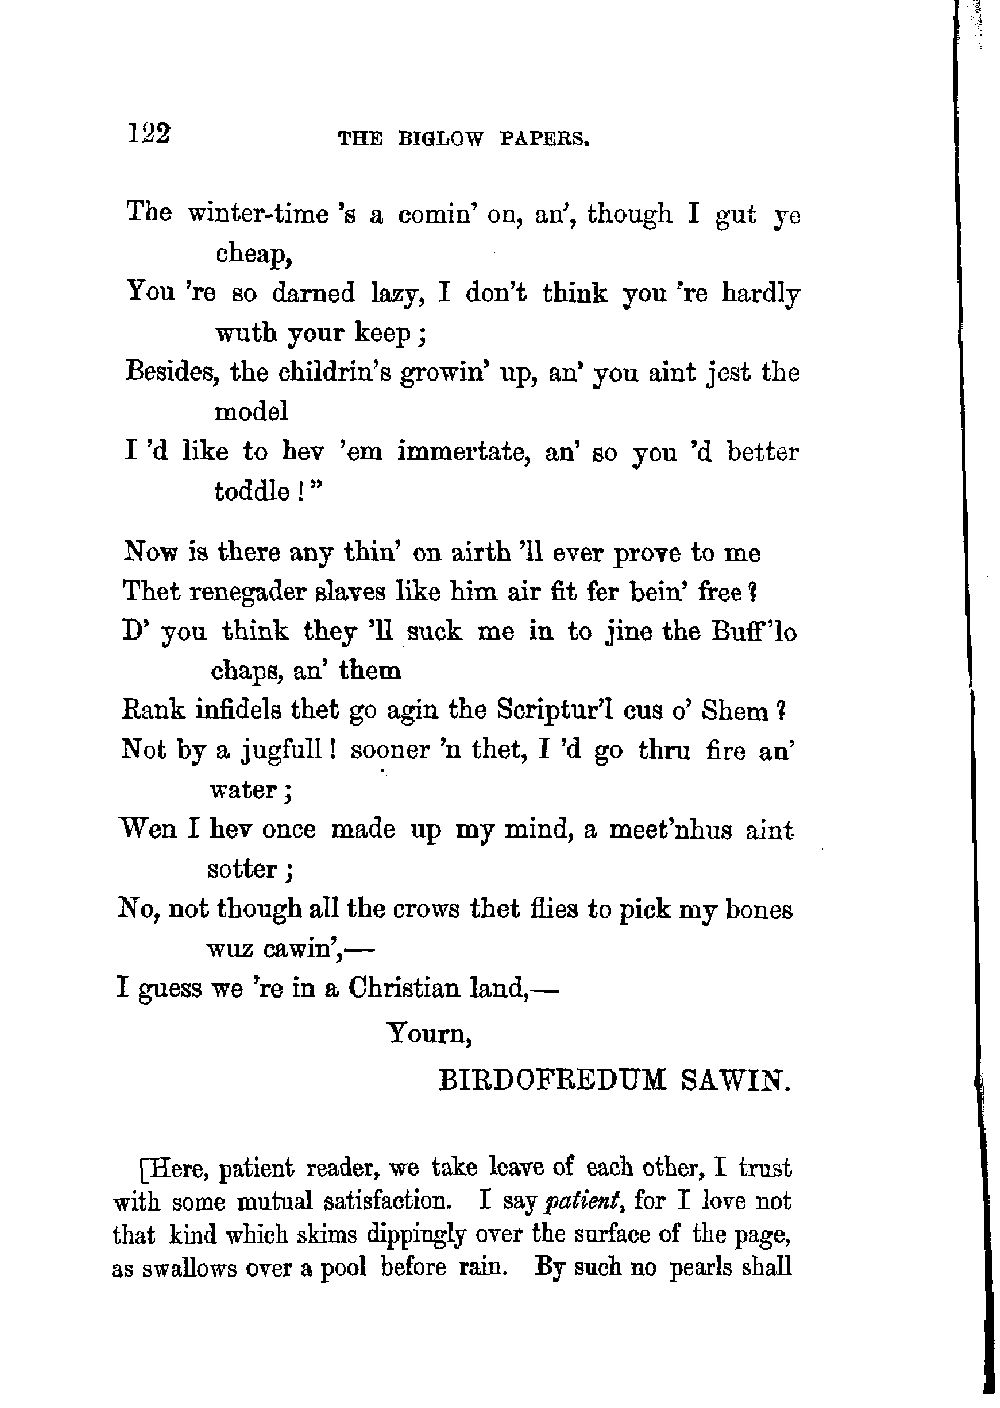 122 THE BIGLOW PAPERS.
The winter-time 's a comin' on, an', though I gut ye
cheap,
You 're so darned lazy, I don't think you 're hardly
wuth your keep ;
Besides, the childrin's growin' up, an' you aint jest the
model
I 'd like to hev 'em immertate, an' so you 'd better
toddle ! ”
Now is there any thin' on airth 'll ever prove to me
Thet renegader slaves like him air fit fer bein' free ?
D' you think they 'll suck me in to jine the Buff'lo
chaps, an' them
Rank infidels thet go agin the Scriptur'l cus o' Shem ?
Not by a jugfull ! sooner 'n thet, I 'd go thru fire an'
water ;
Wen I hev once made up my mind, a meet'nhus aint
sotter ;
No, not though all the crows thet flies to pick my bones
wuz cawin',—
I guess we 're in a Christian land,—
Yourn,
BIRDOFREDUM SAWIN.
[Here, patient reader, we take leave of each other, I trust
with some mutual satisfaction. I say patient, for I love not
that kind which skims dippingly over the surface of the page,
as swallows over a pool before rain. By such no pearls shall